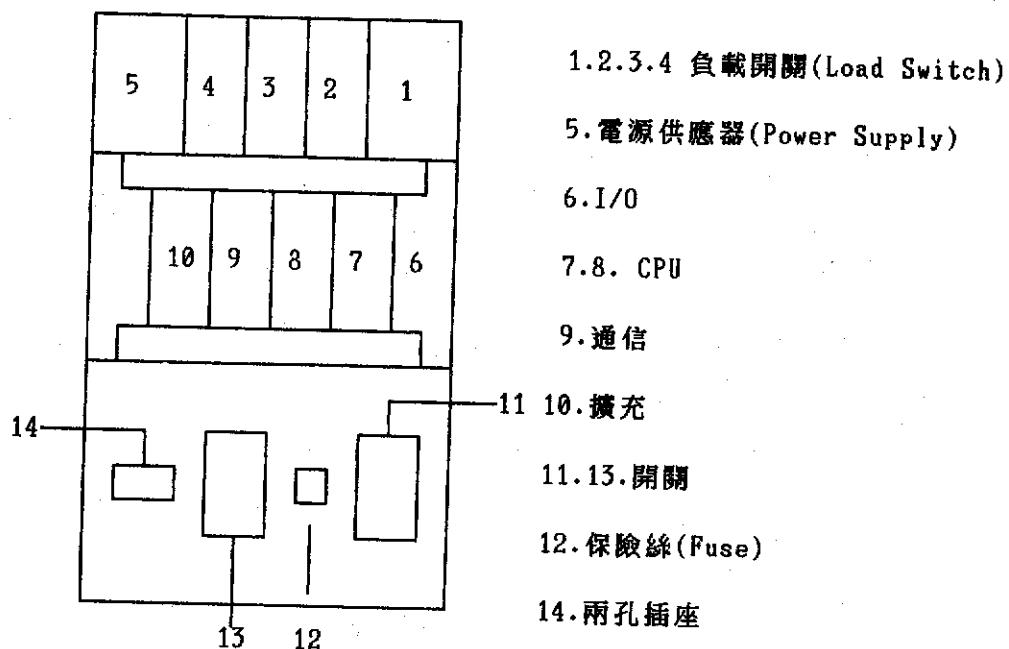 5 4 3 2 1
10 9 8 7 6
14
11
13 12
1.2.3.4 負載開關(Load Switch)
5.電源供應器(Power Supply)
6.I/O
7.8. CPU
9.通信
10.擴充
11.13.開關
12.保險絲(Fuse)
14.兩孔插座